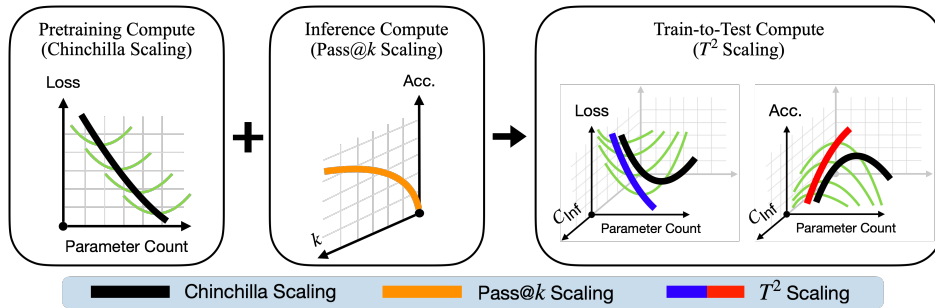 Pretraining Compute
(Chinchilla Scaling)
Loss
Parameter Count
Inference Compute
(Pass@k Scaling)
Acc.
k
Train-to-Test Compute
(T² Scaling)
Loss
C_Inf
Parameter Count
Acc.
C_Inf
Parameter Count
Chinchilla Scaling
Pass@k Scaling
T² Scaling